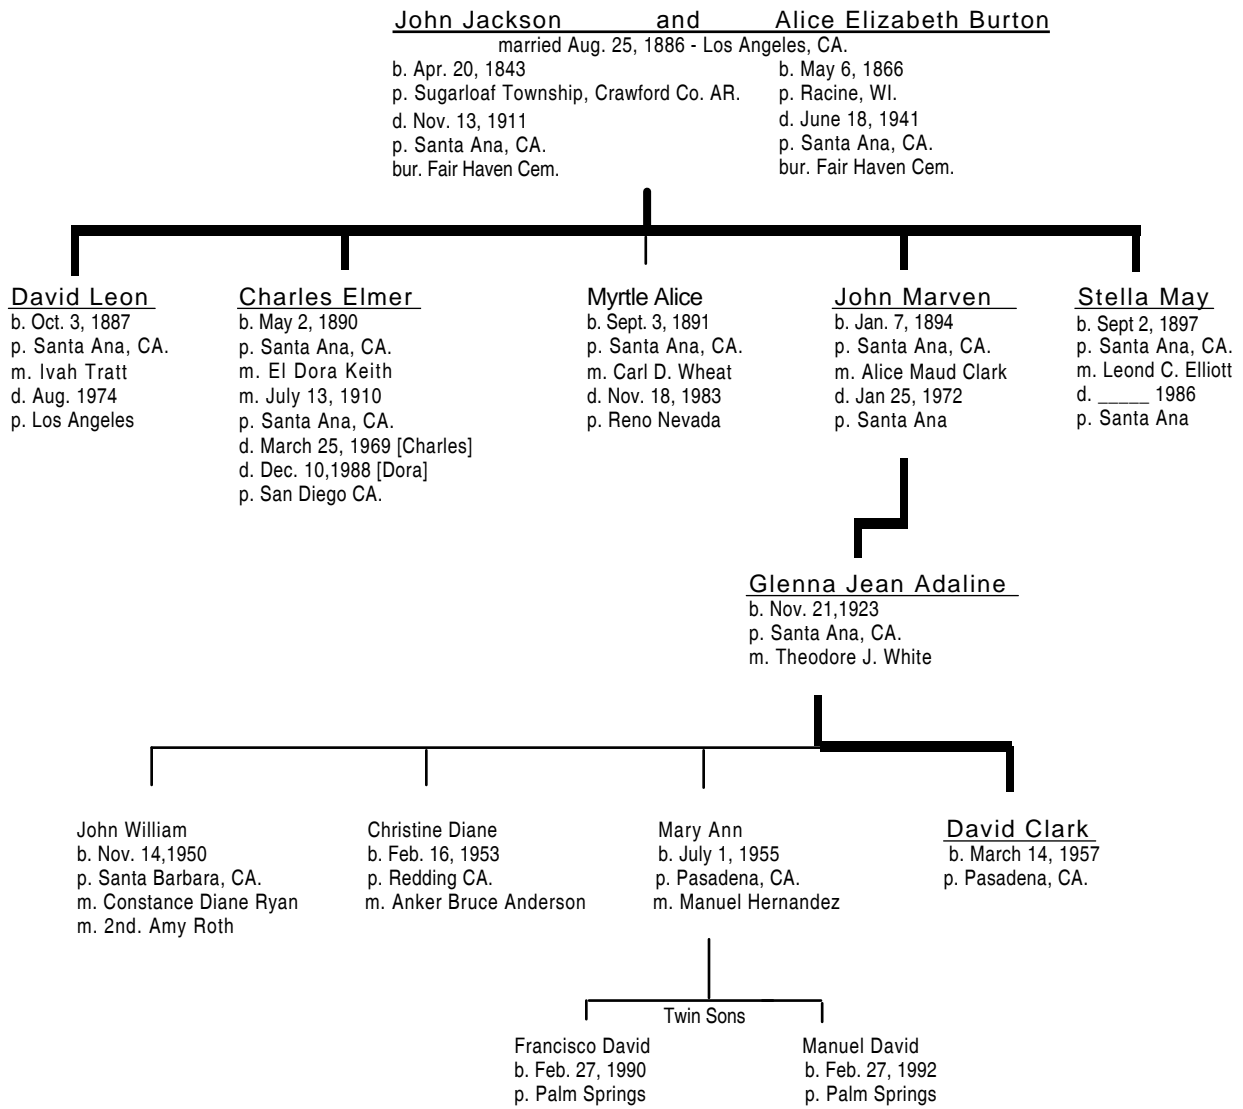 John Jackson and Alice Elizabeth Burton
married Aug. 25, 1886 - Los Angeles, CA.
b. Apr. 20, 1843
p. Sugarloaf Township, Crawford Co. AR.
d. Nov. 13, 1911
p. Santa Ana, CA.
bur. Fair Haven Cem.
b. May 6, 1866
p. Racine, WI.
d. June 18, 1941
p. Santa Ana, CA.
bur. Fair Haven Cem.
David Leon
b. Oct. 3, 1887
p. Santa Ana, CA.
m. Ivah Tratt
d. Aug. 1974
p. Los Angeles
Charles Elmer
b. May 2, 1890
p. Santa Ana, CA.
m. El Dora Keith
m. July 13, 1910
p. Santa Ana, CA.
d. March 25, 1969 [Charles]
d. Dec. 10,1988 [Dora]
p. San Diego CA.
Myrtle Alice
b. Sept. 3, 1891
p. Santa Ana, CA.
m. Carl D. Wheat
d. Nov. 18, 1983
p. Reno Nevada
John Marven
b. Jan. 7, 1894
p. Santa Ana, CA.
m. Alice Maud Clark
d. Jan 25, 1972
p. Santa Ana
Stella May
b. Sept 2, 1897
p. Santa Ana, CA.
m. Leond C. Elliott
d. _____ 1986
p. Santa Ana
Glenna Jean Adaline
b. Nov. 21,1923
p. Santa Ana, CA.
m. Theodore J. White
John William
b. Nov. 14,1950
p. Santa Barbara, CA.
m. Constance Diane Ryan
m. 2nd. Amy Roth
Christine Diane
b. Feb. 16, 1953
p. Redding CA.
m. Anker Bruce Anderson
Mary Ann
b. July 1, 1955
p. Pasadena, CA.
m. Manuel Hernandez
David Clark
b. March 14, 1957
p. Pasadena, CA.
Twin Sons
Francisco David
b. Feb. 27, 1990
p. Palm Springs
Manuel David
b. Feb. 27, 1992
p. Palm Springs